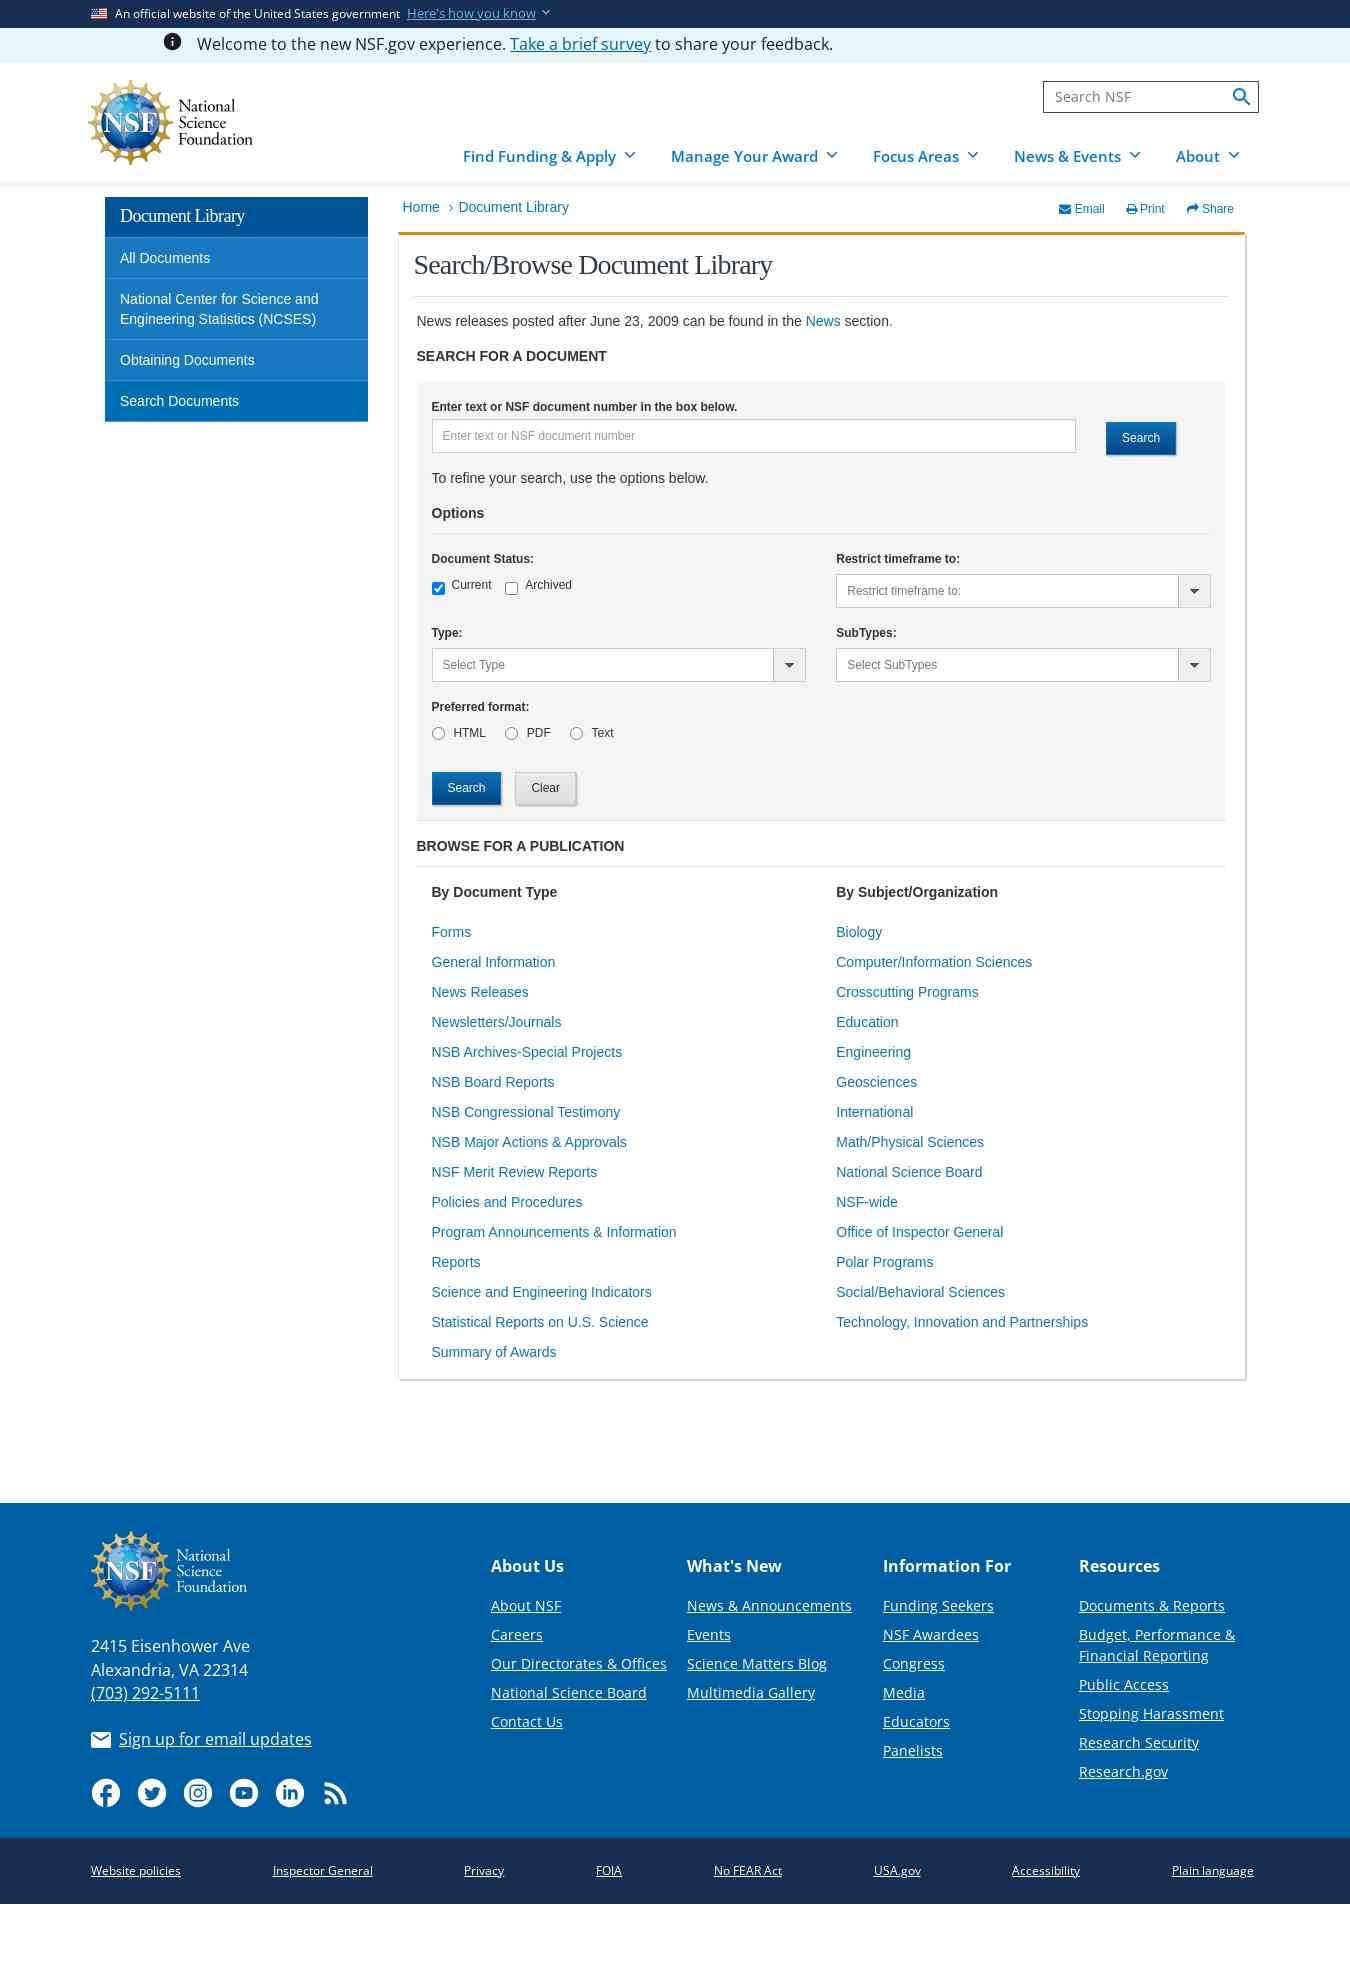 An official website of the United States government Here's how you know
Welcome to the new NSF.gov experience. Take a brief survey to share your feedback.
NSF
National
Science
Foundation
Search NSF
Find Funding & Apply Manage Your Award Focus Areas News & Events About
Document Library
All Documents
National Center for Science and
Engineering Statistics (NCSES)
Obtaining Documents
Search Documents
Home › Document Library
Email Print Share
Search/Browse Document Library
News releases posted after June 23, 2009 can be found in the News section.
SEARCH FOR A DOCUMENT
Enter text or NSF document number in the box below.
Enter text or NSF document number
Search
To refine your search, use the options below.
Options
Document Status:
Current Archived
Restrict timeframe to:
Restrict timeframe to:
Type:
Select Type
SubTypes:
Select SubTypes
Preferred format:
HTML PDF Text
Search Clear
BROWSE FOR A PUBLICATION
By Document Type
Forms
General Information
News Releases
Newsletters/Journals
NSB Archives-Special Projects
NSB Board Reports
NSB Congressional Testimony
NSB Major Actions & Approvals
NSF Merit Review Reports
Policies and Procedures
Program Announcements & Information
Reports
Science and Engineering Indicators
Statistical Reports on U.S. Science
Summary of Awards
By Subject/Organization
Biology
Computer/Information Sciences
Crosscutting Programs
Education
Engineering
Geosciences
International
Math/Physical Sciences
National Science Board
NSF-wide
Office of Inspector General
Polar Programs
Social/Behavioral Sciences
Technology, Innovation and Partnerships
NSF
National
Science
Foundation
2415 Eisenhower Ave
Alexandria, VA 22314
(703) 292-5111
Sign up for email updates
About Us
About NSF
Careers
Our Directorates & Offices
National Science Board
Contact Us
What's New
News & Announcements
Events
Science Matters Blog
Multimedia Gallery
Information For
Funding Seekers
NSF Awardees
Congress
Media
Educators
Panelists
Resources
Documents & Reports
Budget, Performance &
Financial Reporting
Public Access
Stopping Harassment
Research Security
Research.gov
Website policies Inspector General Privacy FOIA No FEAR Act USA.gov Accessibility Plain language